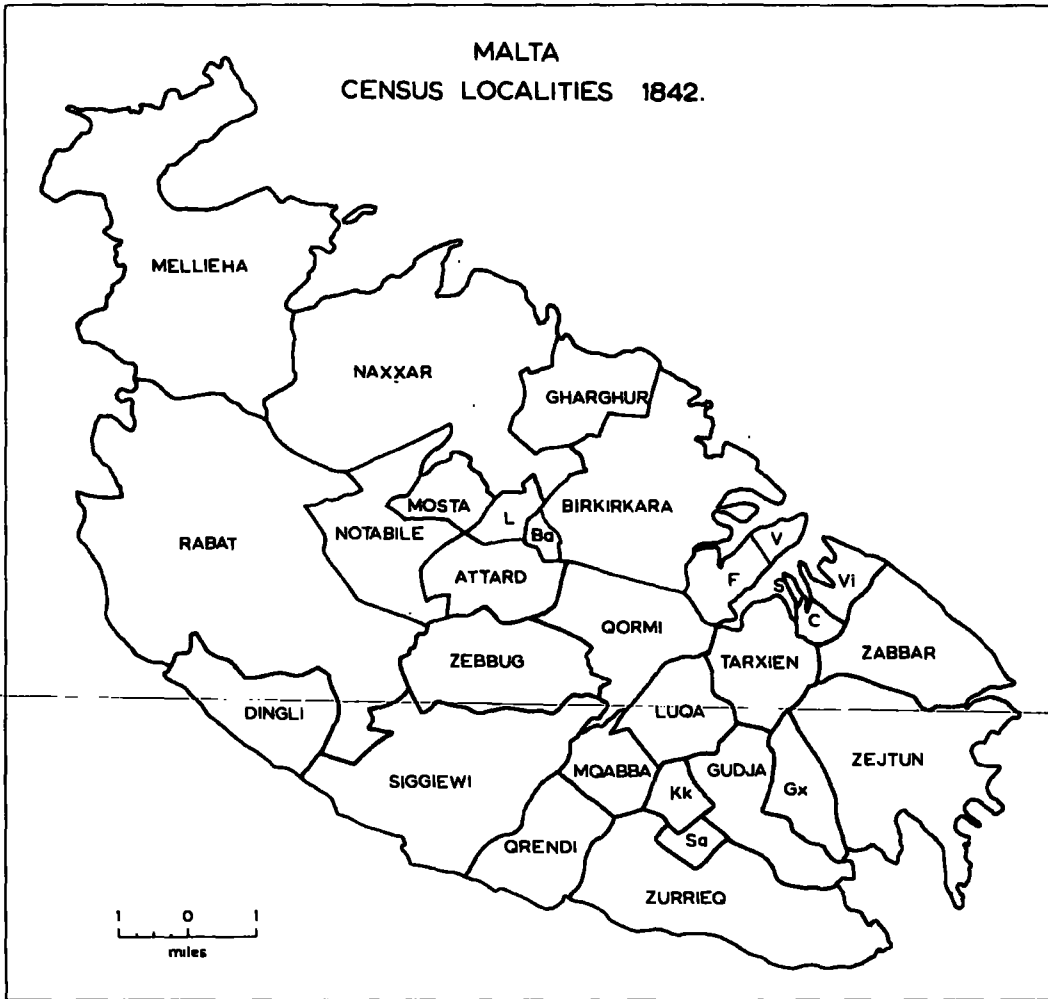 MALTA
CENSUS LOCALITIES 1842.
MELLIEHA
NAXXAR
GHARGHUR
MOSTA
L
Ba
BIRKIRKARA
NOTABILE
RABAT
ATTARD
V
F
S
Vi
C
QORMI
ZEBBUG
TARXIEN
ZABBAR
DINGLI
LUQA
SIGGIEWI
MQABBA
Kk
GUDJA
Gx
ZEJTUN
QRENDI
Sa
ZURRIEQ
1 0 1
miles